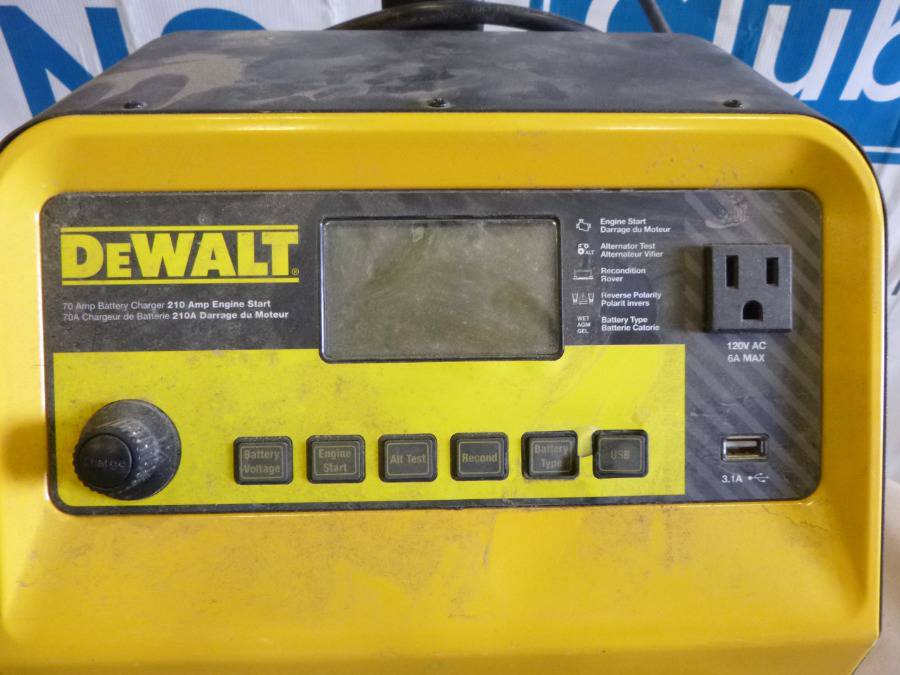 NO
Club
DEWALT®
70 Amp Battery Charger 210 Amp Engine Start
70A Chargeur de Batterie 210A Darrage du Moteur
Engine Start
Darrage du Moteur
ALT
Alternator Test
Alternateur Vifier
Recondition
Rover
Reverse Polarity
Polarit invers
WET
AGM
GEL
Battery Type
Batterie Catorie
120V AC
6A MAX
Battery
Voltage
Engine
Start
Alt Test
Recond
Battery
Type
USB
3.1A